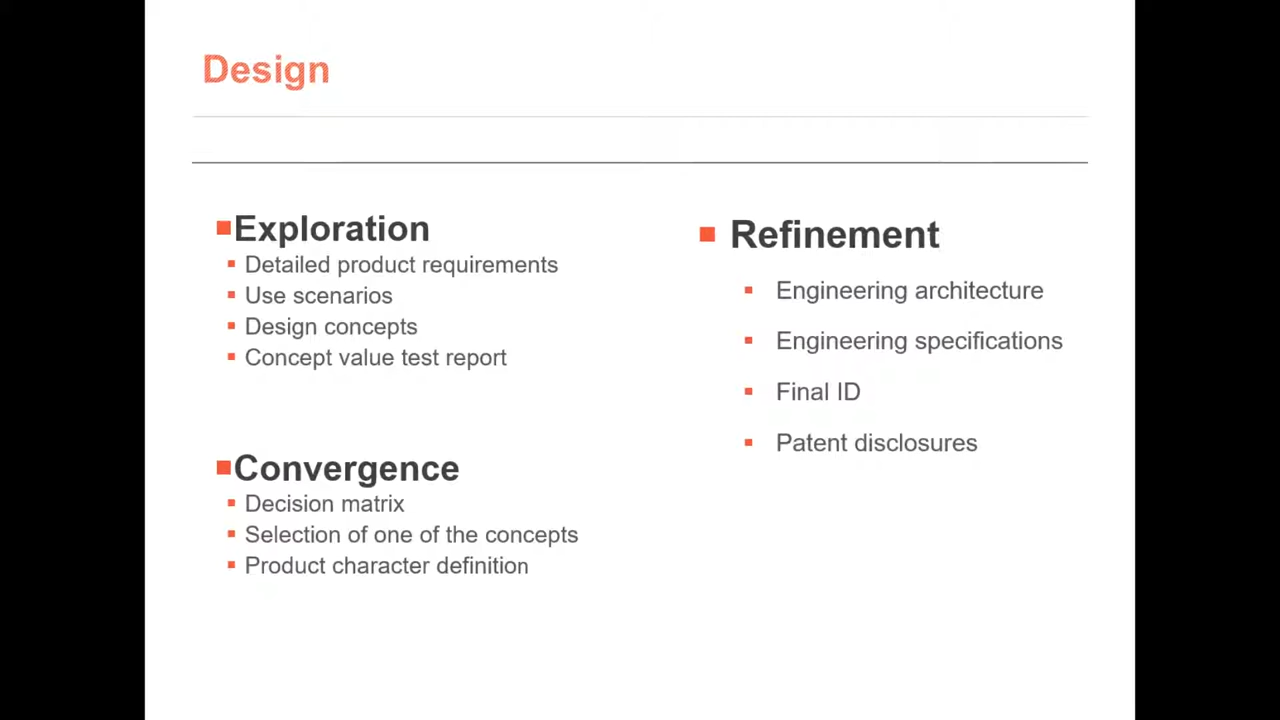 Design
Exploration
Detailed product requirements
Use scenarios
Design concepts
Concept value test report
Convergence
Decision matrix
Selection of one of the concepts
Product character definition
Refinement
Engineering architecture
Engineering specifications
Final ID
Patent disclosures